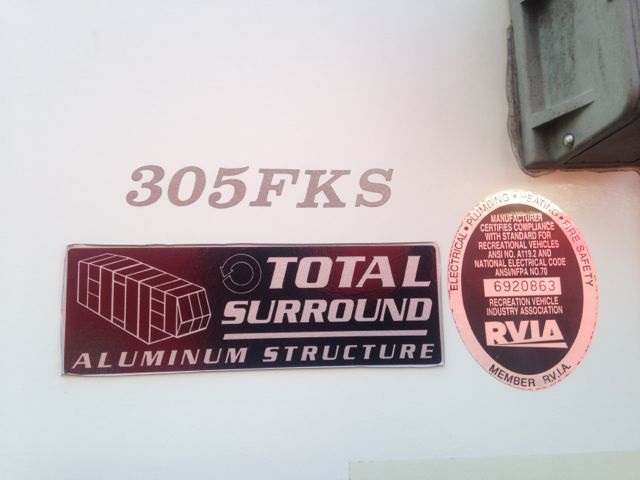 305FKS
TOTAL
SURROUND
ALUMINUM STRUCTURE
ELECTRICAL • PLUMBING • HEATING • FIRE SAFETY
MANUFACTURER
CERTIFIES COMPLIANCE
WITH STANDARD FOR
RECREATIONAL VEHICLES
ANSI NO. A119.2 AND
NATIONAL ELECTRICAL CODE
ANSI/NFPA NO.70
6920863
RECREATION VEHICLE
INDUSTRY ASSOCIATION
RVIA
MEMBER R.V.I.A.